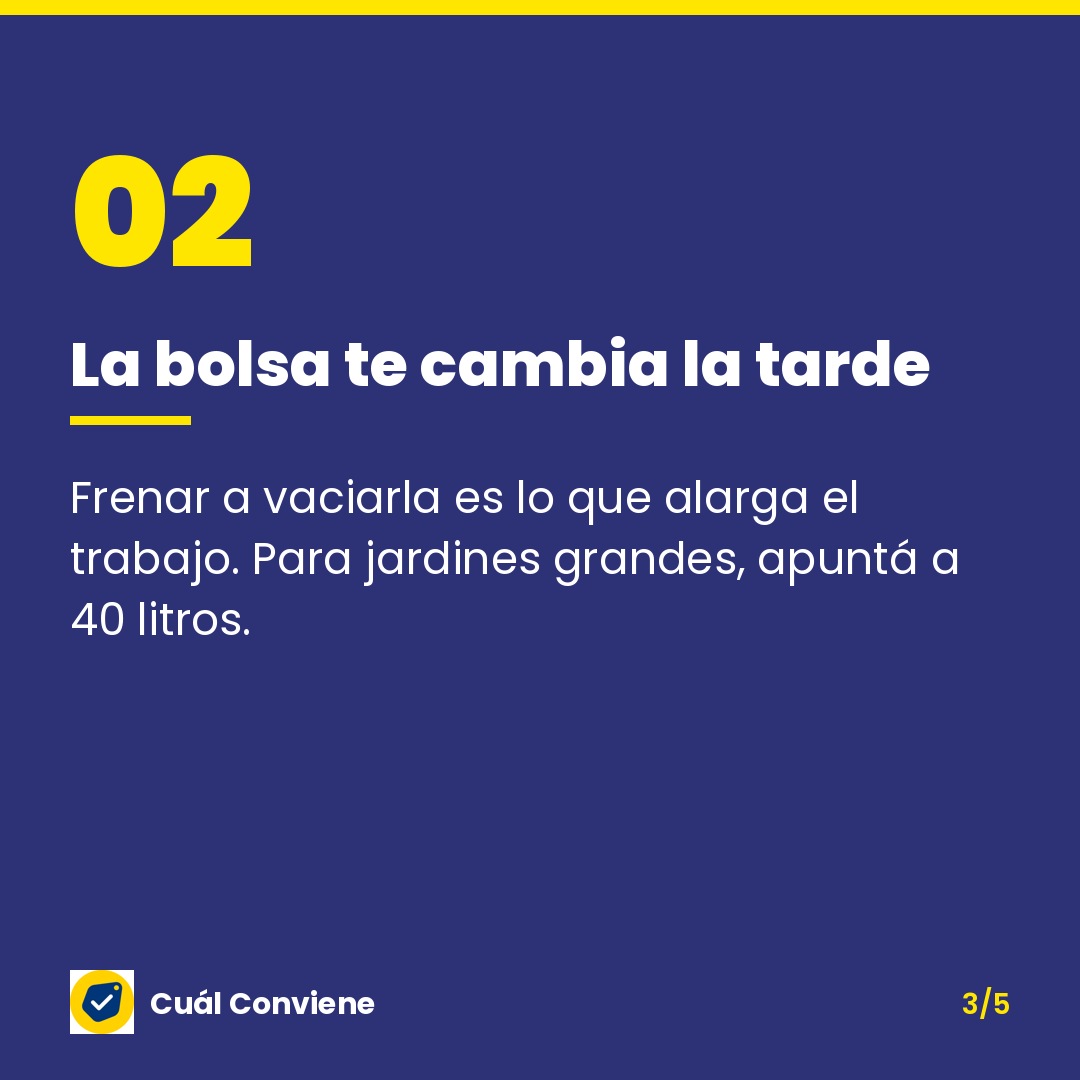 02
La bolsa te cambia la tarde
Frenar a vaciarla es lo que alarga el
trabajo. Para jardines grandes, apuntá a
40 litros.
Cuál Conviene
3/5